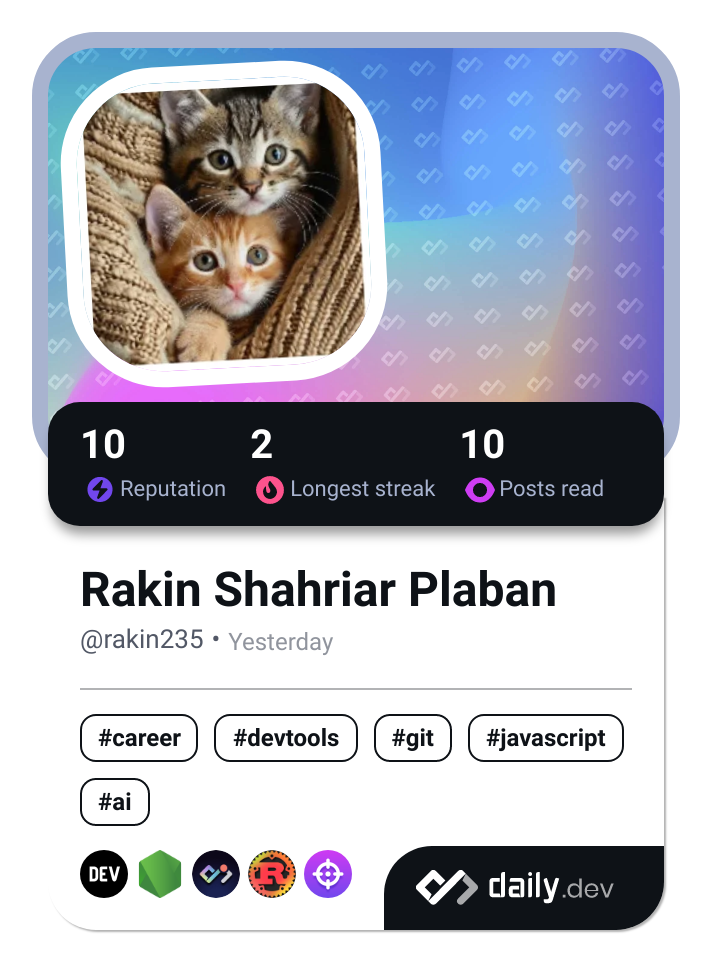 10 2 10
Reputation Longest streak Posts read
Rakin Shahriar Plaban
@rakin235 • Yesterday
#career #devtools #git #javascript
#ai
DEV R daily.dev